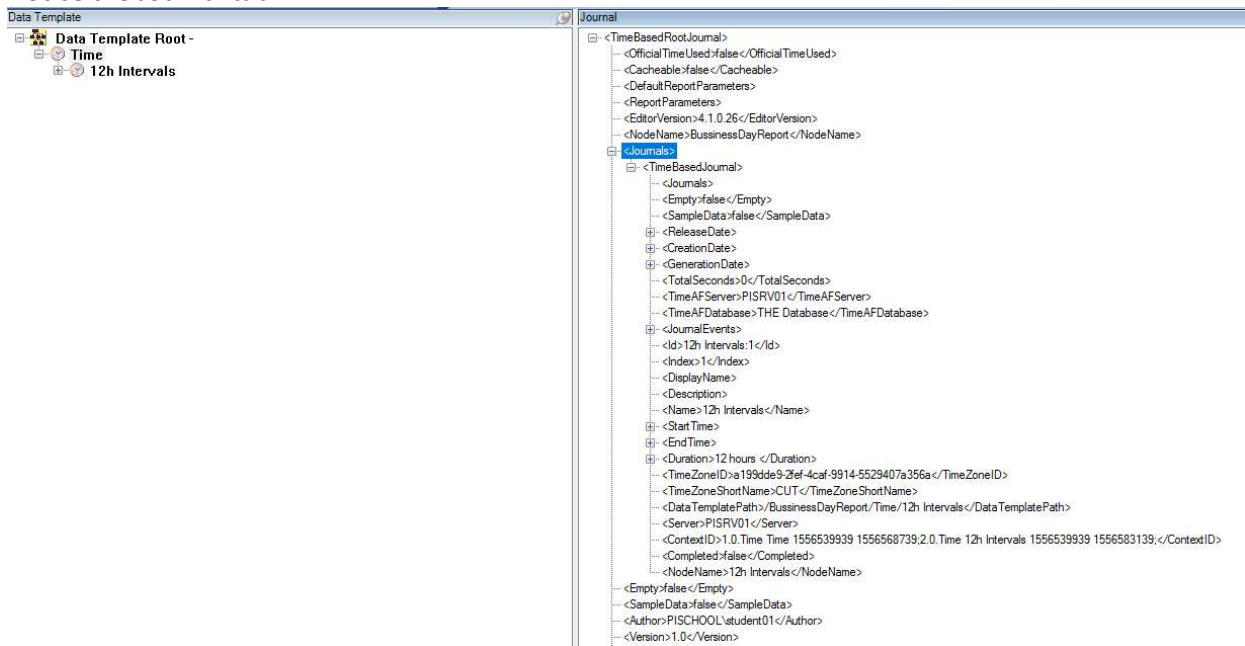 Data Template
Data Template Root -
Time
12h Intervals
Journal
<TimeBasedRootJournal>
<OfficialTimeUsed>false</OfficialTimeUsed>
<Cacheable>false</Cacheable>
<DefaultReportParameters>
<ReportParameters>
<EditorVersion>4.1.0.26</EditorVersion>
<NodeName>BussinessDayReport</NodeName>
<Journals>
<TimeBasedJournal>
<Journals>
<Empty>false</Empty>
<SampleData>false</SampleData>
<ReleaseDate>
<CreationDate>
<GenerationDate>
<TotalSeconds>0</TotalSeconds>
<TimeAFServer>PISRV01</TimeAFServer>
<TimeAFDatabase>THE Database</TimeAFDatabase>
<JournalEvents>
<Id>12h Intervals:1</Id>
<Index>1</Index>
<DisplayName>
<Description>
<Name>12h Intervals</Name>
<StartTime>
<EndTime>
<Duration>12 hours </Duration>
<TimeZoneID>a199dde9-2fef-4caf-9914-5529407a356a</TimeZoneID>
<TimeZoneShortName>CUT</TimeZoneShortName>
<DataTemplatePath>/BussinessDayReport/Time/12h Intervals</DataTemplatePath>
<Server>PISRV01</Server>
<ContextID>1.0.Time Time 1556539939 1556568739;2.0.Time 12h Intervals 1556539939 1556583139;</ContextID>
<Completed>false</Completed>
<NodeName>12h Intervals</NodeName>
<Empty>false</Empty>
<SampleData>false</SampleData>
<Author>PISCHOOL\student01</Author>
<Version>1.0</Version>